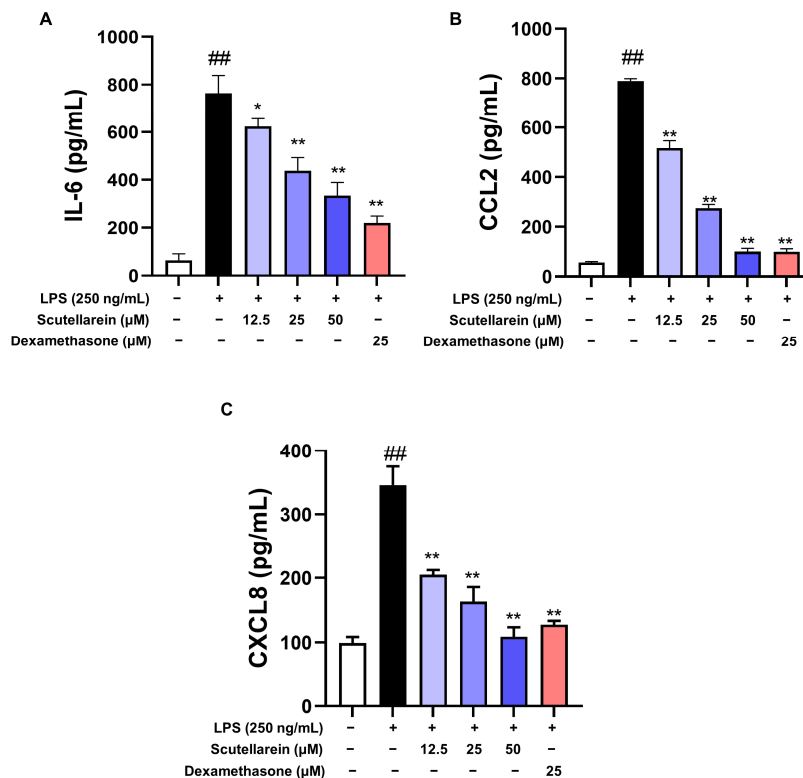 A
IL-6 (pg/mL)
1000
800
600
400
200
0
##
*
**
**
**
LPS (250 ng/mL) – + + + + +
Scutellarein (µM) – – 12.5 25 50 –
Dexamethasone (µM) – – – – – 25
B
CCL2 (pg/mL)
1000
800
600
400
200
0
##
**
**
**
**
LPS (250 ng/mL) – + + + + +
Scutellarein (µM) – – 12.5 25 50 –
Dexamethasone (µM) – – – – – 25
C
CXCL8 (pg/mL)
400
300
200
100
0
##
**
**
**
**
LPS (250 ng/mL) – + + + + +
Scutellarein (µM) – – 12.5 25 50 –
Dexamethasone (µM) – – – – – 25